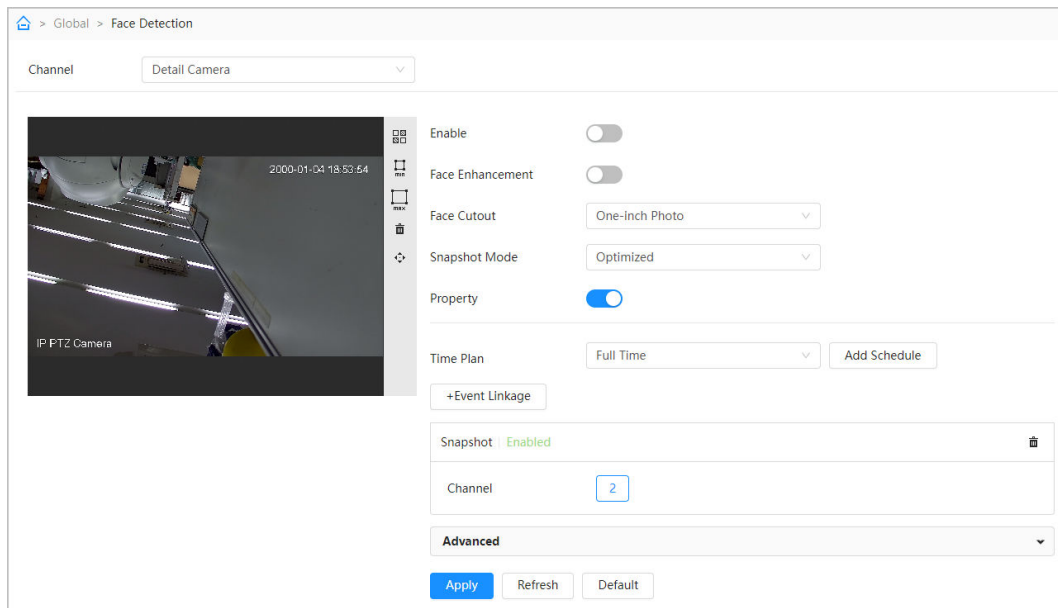 > Global > Face Detection
Channel Detail Camera
2000-01-04 18:53:54
IP PTZ Camera
min
max
Enable
Face Enhancement
Face Cutout One-inch Photo
Snapshot Mode Optimized
Property
Time Plan Full Time Add Schedule
+Event Linkage
Snapshot Enabled
Channel 2
Advanced
Apply Refresh Default